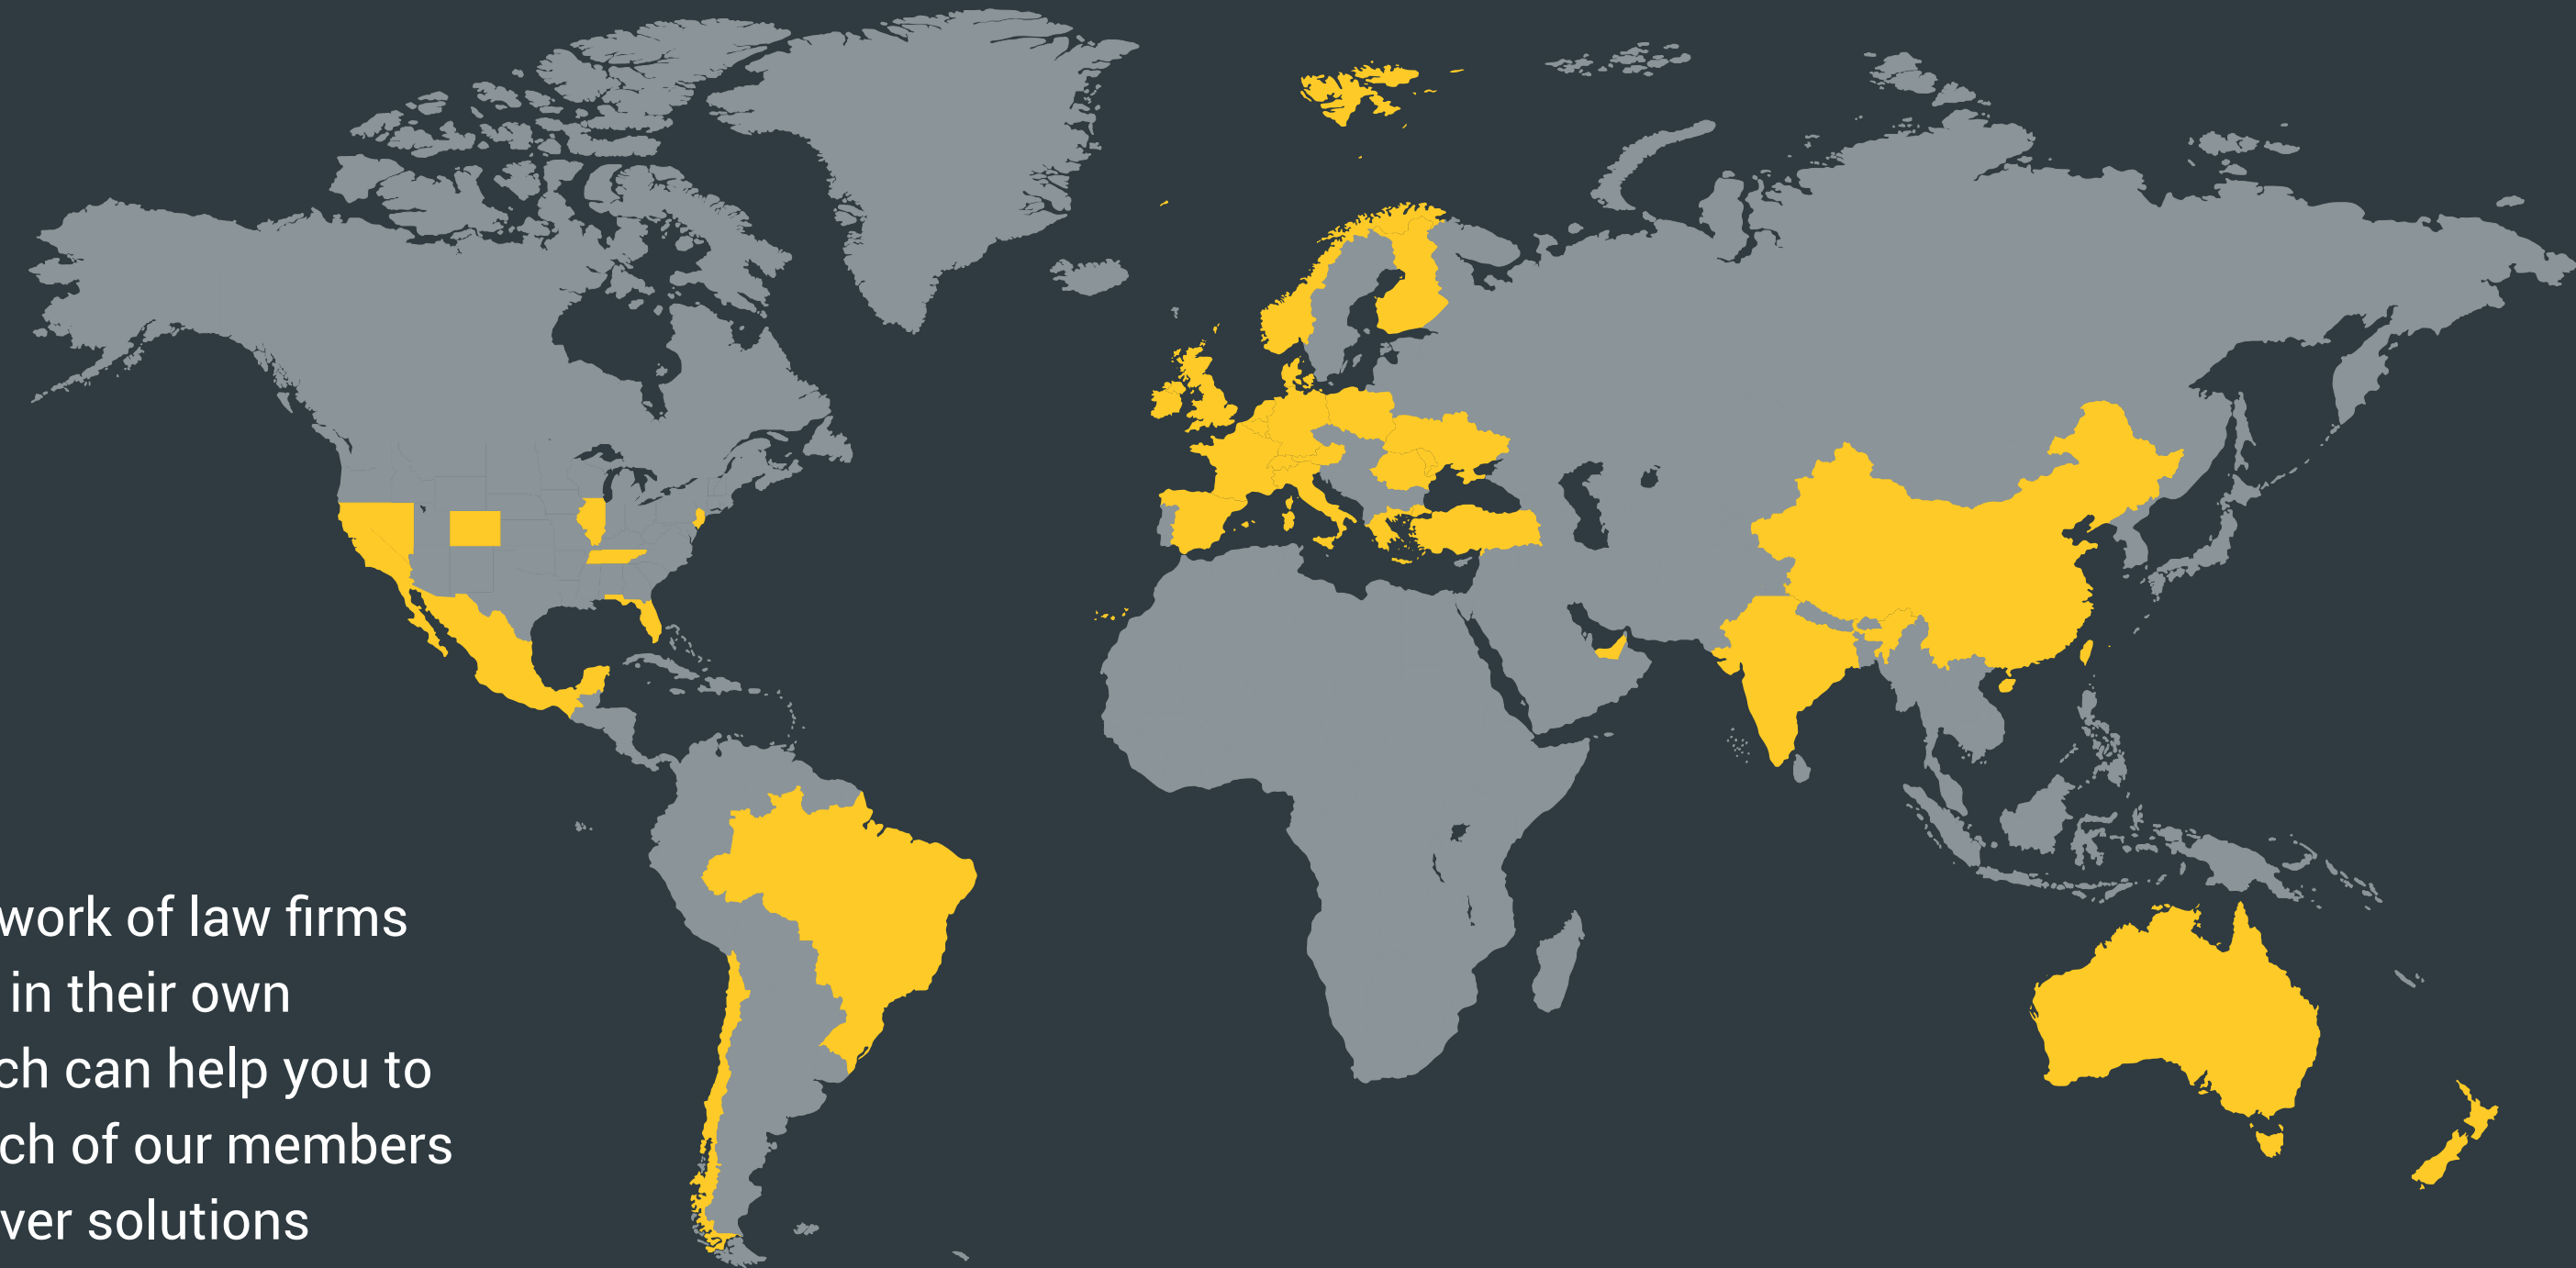 work of law firms
in their own
ch can help you to
ch of our members
ver solutions